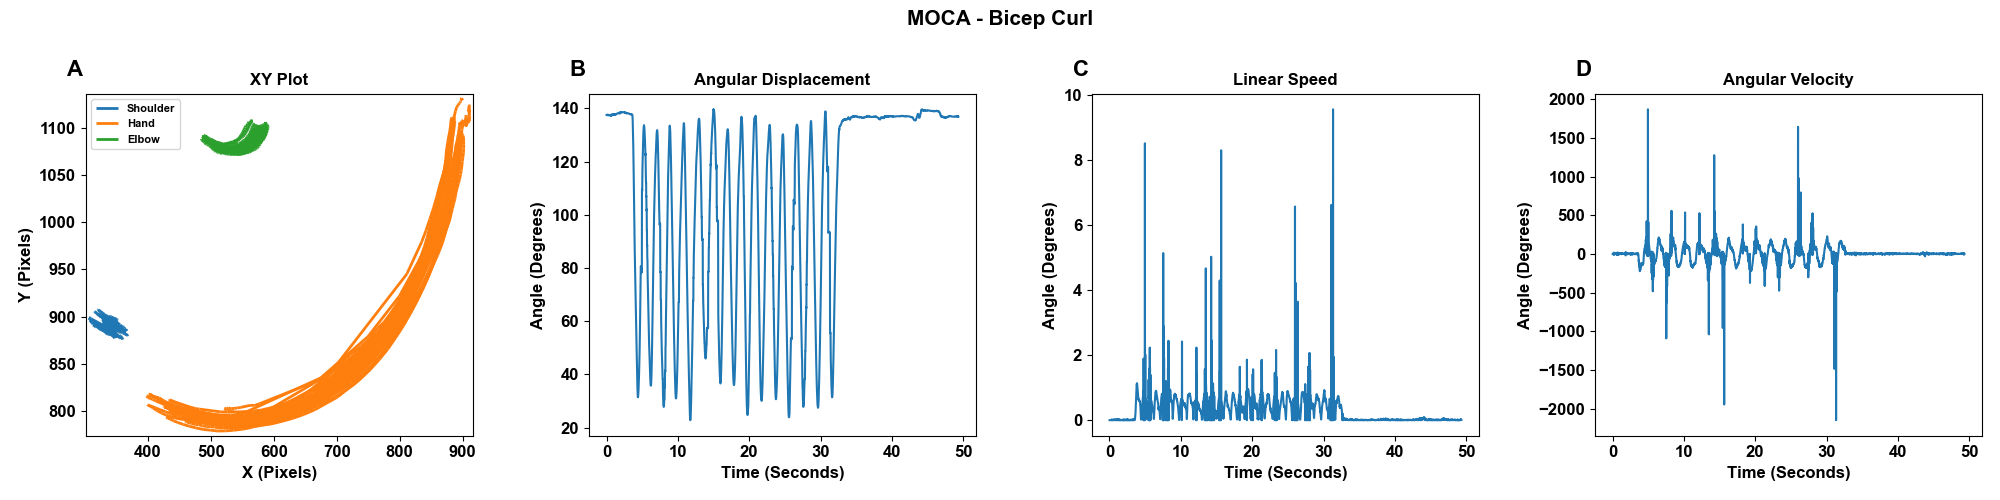 MOCA - Bicep Curl
A
XY Plot
Shoulder
Hand
Elbow
1100
1050
1000
950
900
850
800
Y (Pixels)
400 500 600 700 800 900
X (Pixels)
B
Angular Displacement
140
120
100
80
60
40
20
Angle (Degrees)
0 10 20 30 40 50
Time (Seconds)
C
Linear Speed
10
8
6
4
2
0
Angle (Degrees)
0 10 20 30 40 50
Time (Seconds)
D
Angular Velocity
2000
1500
1000
500
0
−500
−1000
−1500
−2000
Angle (Degrees)
0 10 20 30 40 50
Time (Seconds)